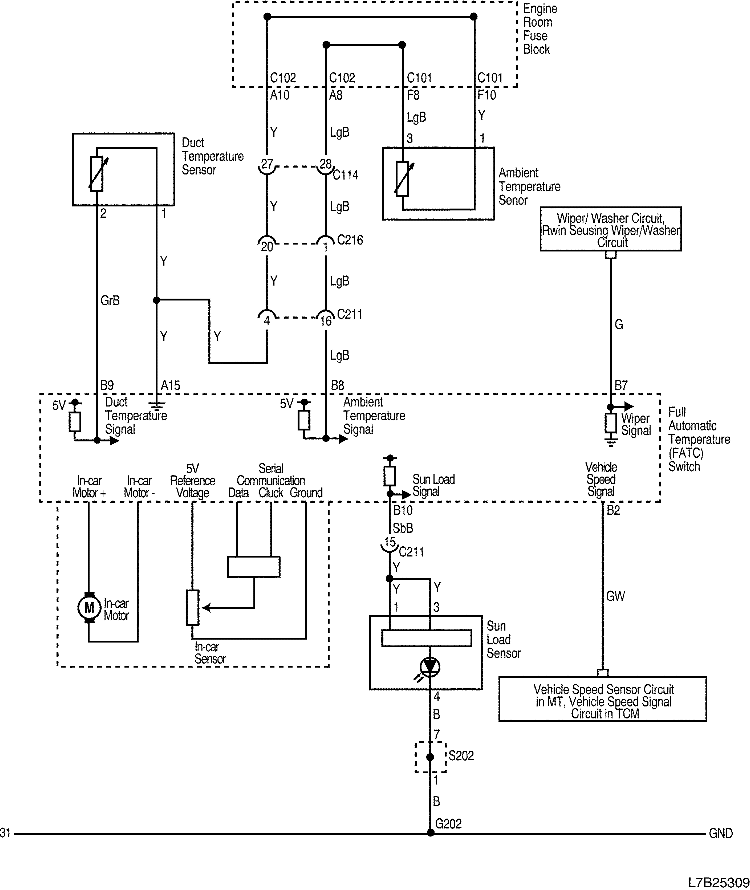 Engine
Room
Fuse
Block
C102
C102
C101
C101
A10
A8
F8
F10
Y
LgB
LgB
Y
3
1
Duct
Temperature
Sensor
2
1
27
28
C114
Ambient
Temperature
Senor
Y
LgB
Wiper/ Washer Circuit,
Rwin Seusing Wiper/Washer
Circuit
20
1
C216
Y
GrB
Y
LgB
4
16
C211
Y
Y
LgB
G
B9
A15
B8
B7
5V
Duct
Temperature
Signal
5V
Ambient
Temperature
Signal
Wiper
Signal
Full
Automatic
Temperature
(FATC)
Switch
In-car
Motor +
In-car
Motor -
5V
Reference
Voltage
Serial
Communication
Data
Cluck
Ground
Sun Load
Signal
Vehicle
Speed
Signal
B10
B2
SbB
15
C211
Y
Y
Y
GW
1
3
M
In-car
Motor
In-car
Sensor
Sun
Load
Sensor
4
B
Vehicle Speed Sensor Circuit
in MT, Vehicle Speed Signal
Circuit in TCM
7
S202
1
B
G202
31
GND
L7B25309